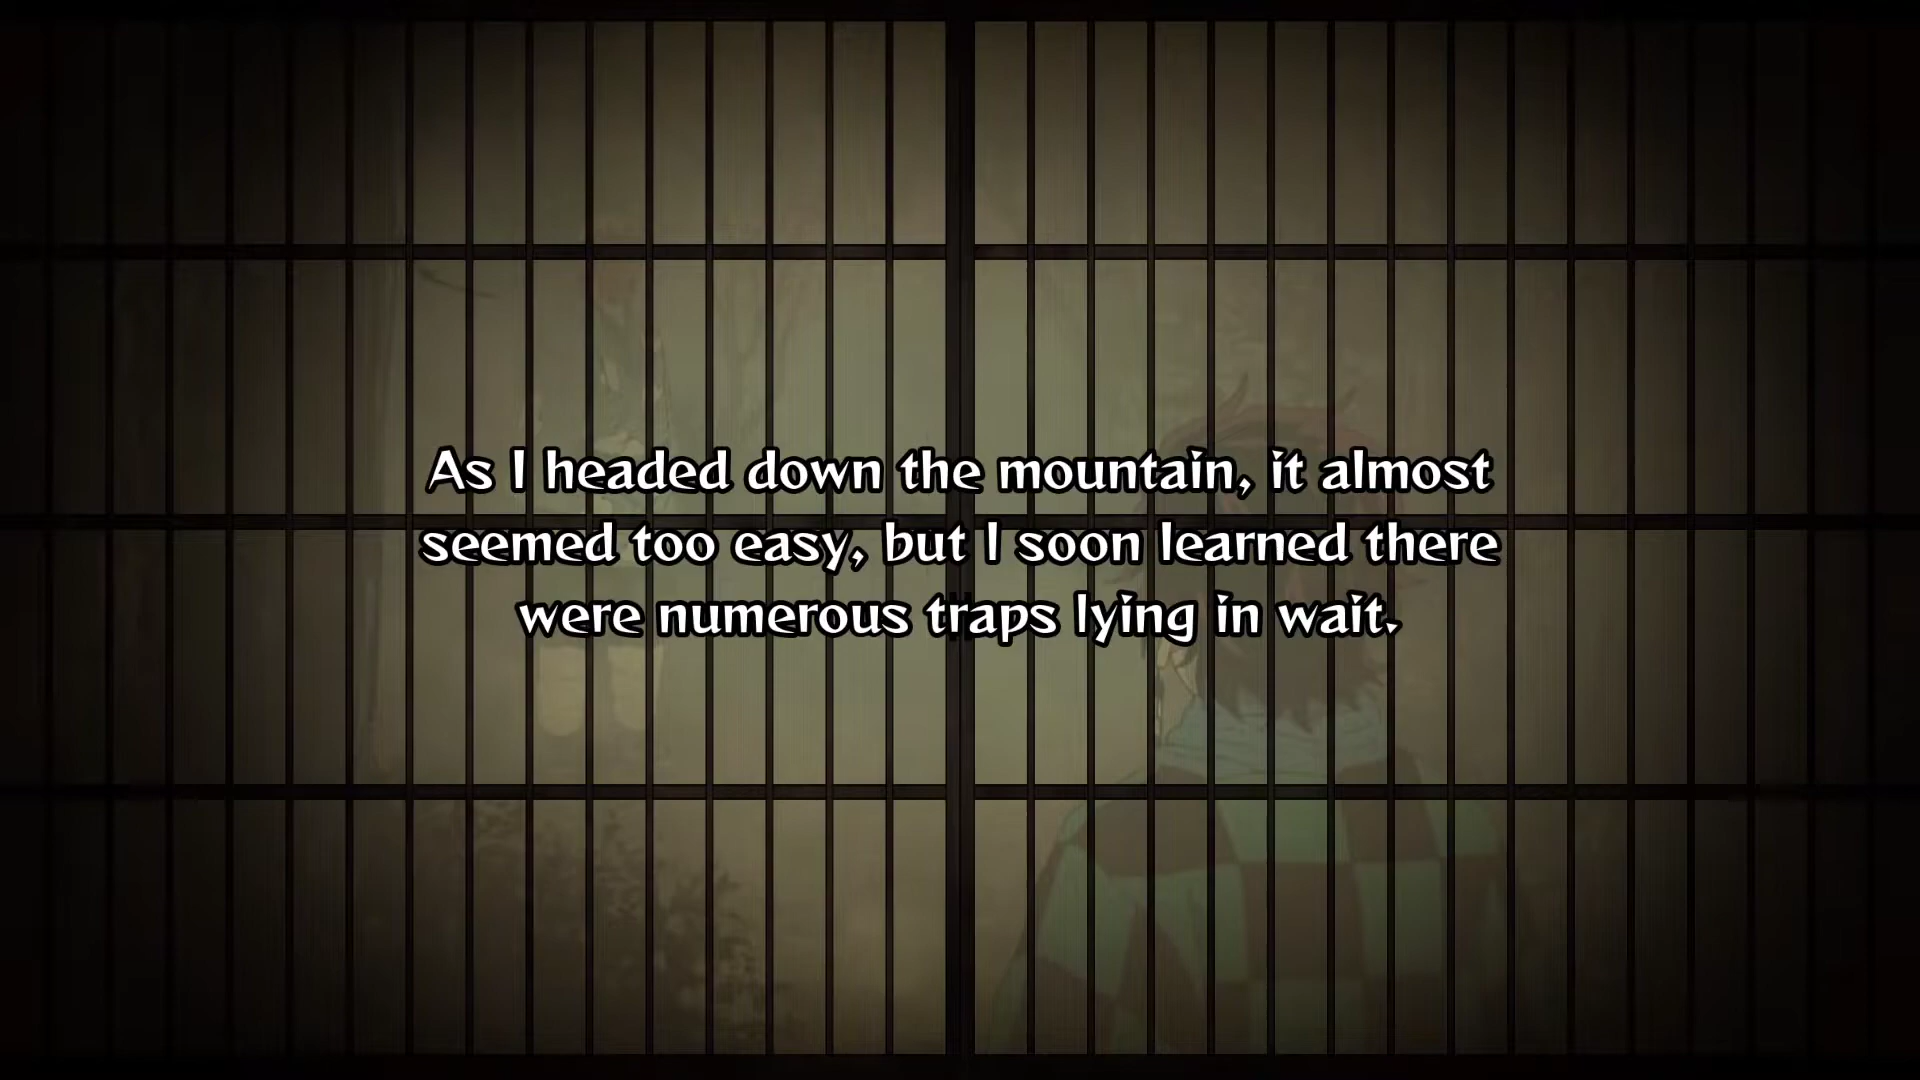 As I headed down the mountain, it almost
seemed too easy, but I soon learned there
were numerous traps lying in wait.